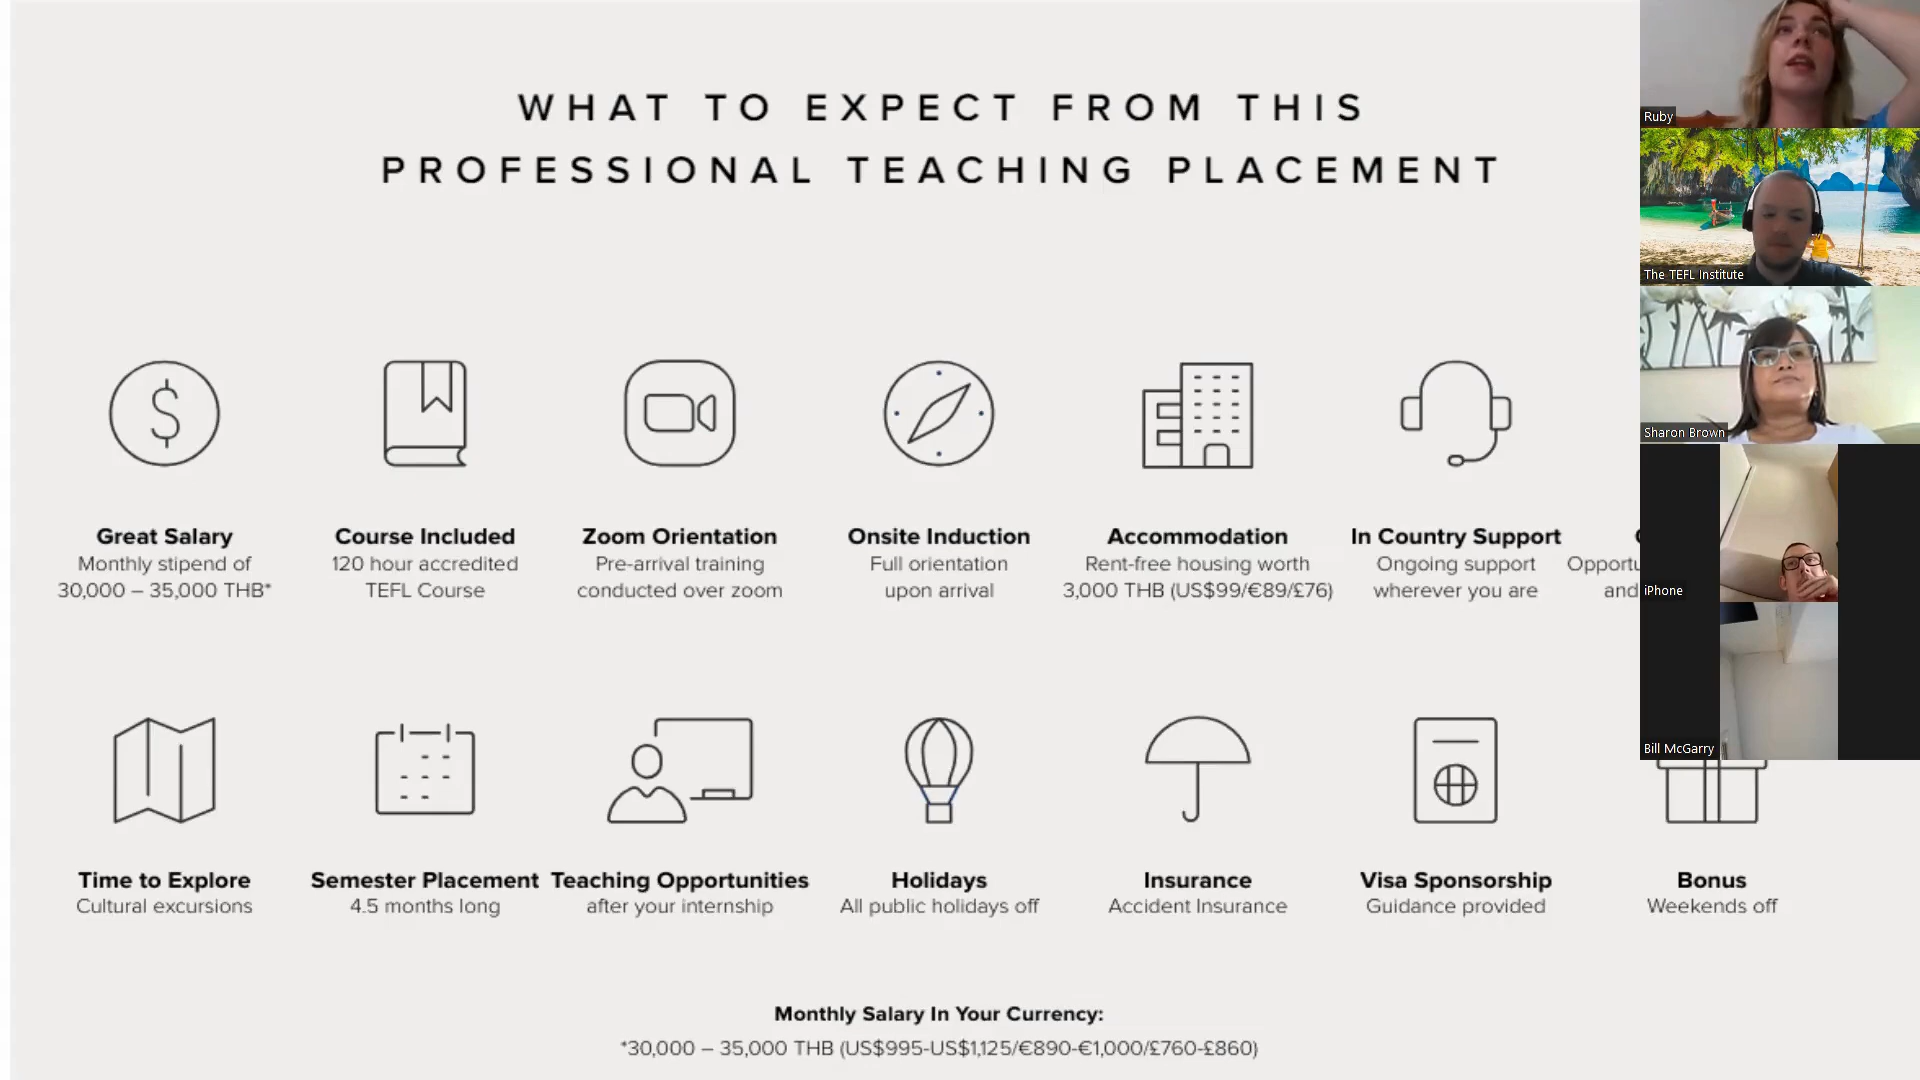 WHAT TO EXPECT FROM THIS
PROFESSIONAL TEACHING PLACEMENT
Great Salary
Monthly stipend of
30,000 – 35,000 THB*
Course Included
120 hour accredited
TEFL Course
Zoom Orientation
Pre-arrival training
conducted over zoom
Onsite Induction
Full orientation
upon arrival
Accommodation
Rent-free housing worth
3,000 THB (US$99/€89/£76)
In Country Support
Ongoing support
wherever you are
and
Time to Explore
Cultural excursions
Semester Placement
4.5 months long
Teaching Opportunities
after your internship
Holidays
All public holidays off
Insurance
Accident Insurance
Visa Sponsorship
Guidance provided
Bonus
Weekends off
Monthly Salary In Your Currency:
*30,000 – 35,000 THB (US$995-US$1,125/€890-€1,000/£760-£860)
Ruby
The TEFL Institute
Sharon Brown
iPhone
Bill McGarry